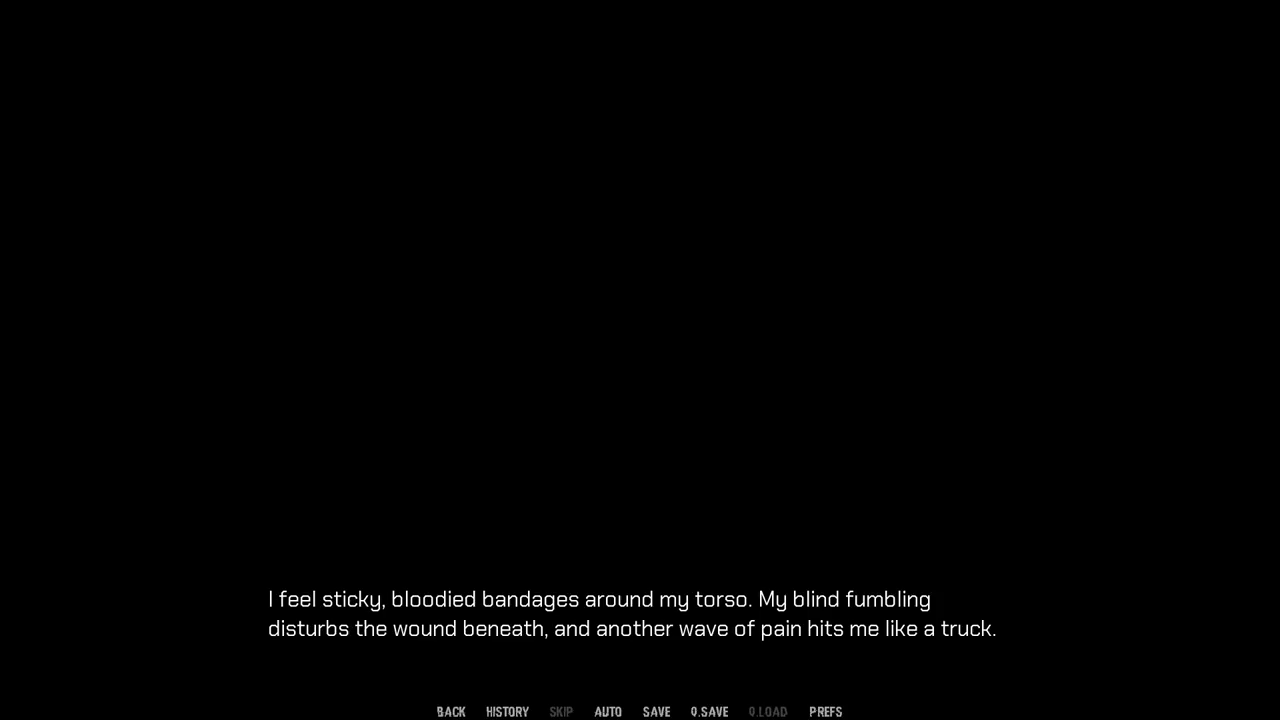 I feel sticky, bloodied bandages around my torso. My blind fumbling
disturbs the wound beneath, and another wave of pain hits me like a truck.
BACK HISTORY SKIP AUTO SAVE Q.SAVE Q.LOAD PREFS